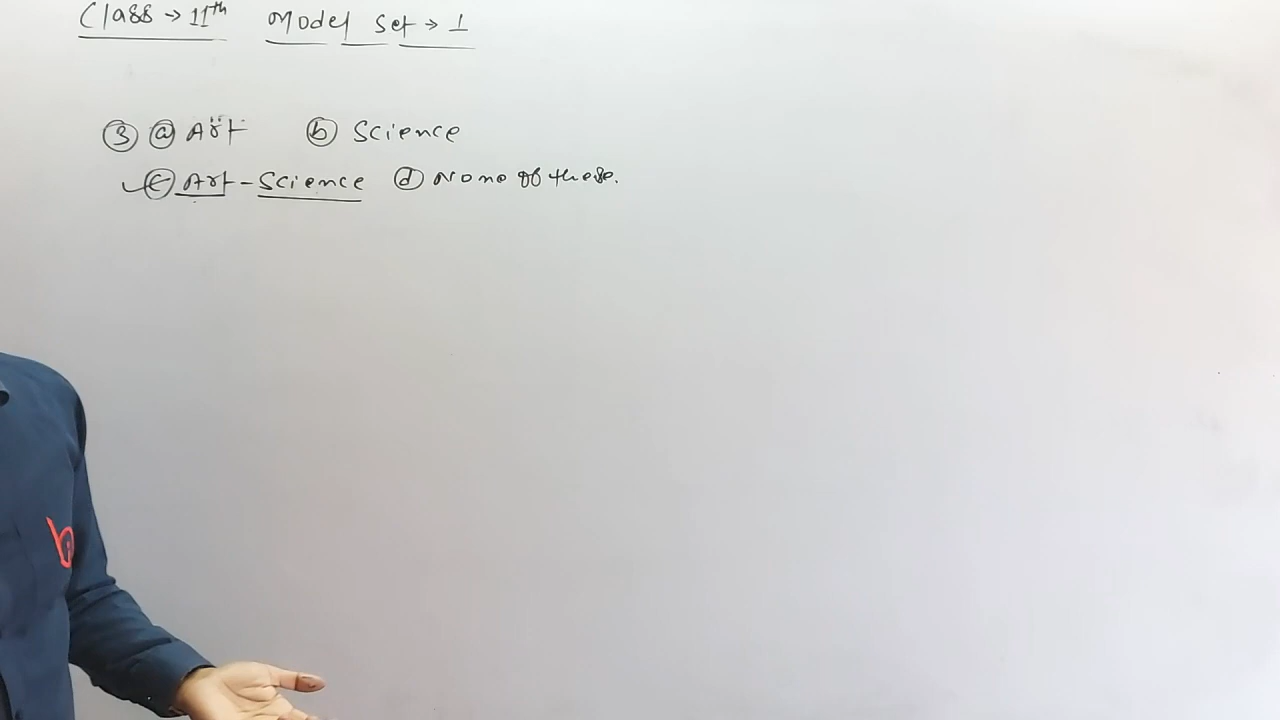 Class → 11th Model Set → 1
③ ⓐ Art ⓑ Science
ⓒ Art - Science ⓓ None of these.
b